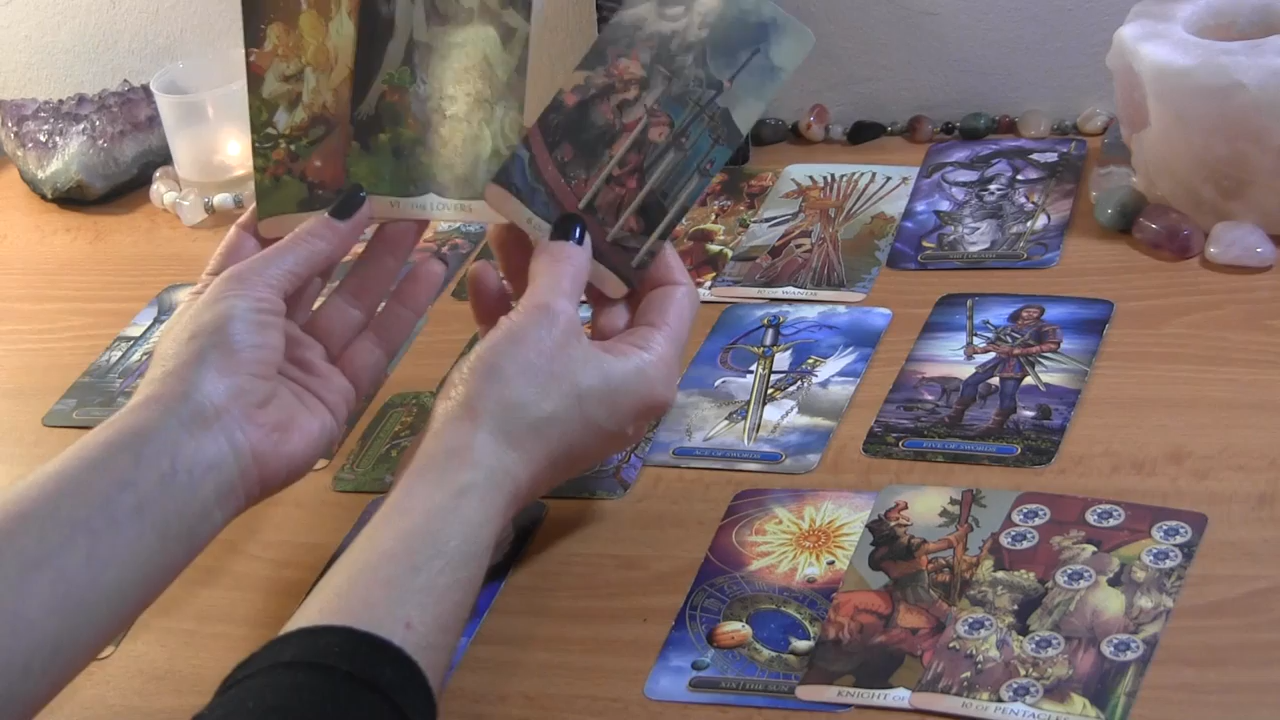 VI THE LOVERS
10 OF WANDS
XIII | DEATH
ACE OF SWORDS
FIVE OF SWORDS
XIX | THE SUN
KNIGHT OF
10 OF PENTACLES